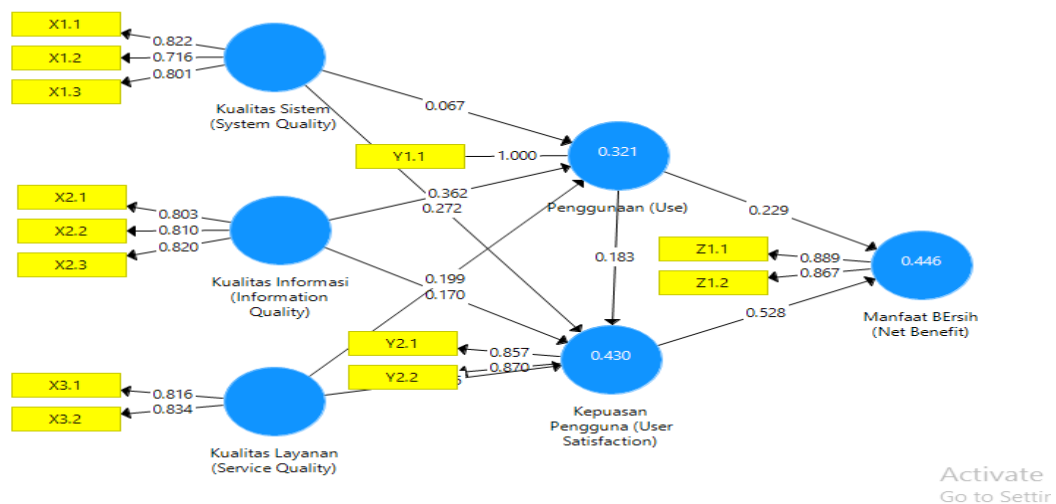 X1.1
0.822
X1.2
0.716
X1.3
0.801
Kualitas Sistem
(System Quality)
0.067
Y1.1
1.000
0.321
Penggunaan (Use)
X2.1
0.803
X2.2
0.810
X2.3
0.820
Kualitas Informasi
(Information
Quality)
0.362
0.272
0.229
0.183
Z1.1
0.889
Z1.2
0.867
0.446
Manfaat BErsih
(Net Benefit)
0.199
0.170
0.528
Y2.1
0.857
Y2.2
0.870
0.430
Kepuasan
Pengguna (User
Satisfaction)
X3.1
0.816
X3.2
0.834
Kualitas Layanan
(Service Quality)
Activate
Go to Settin